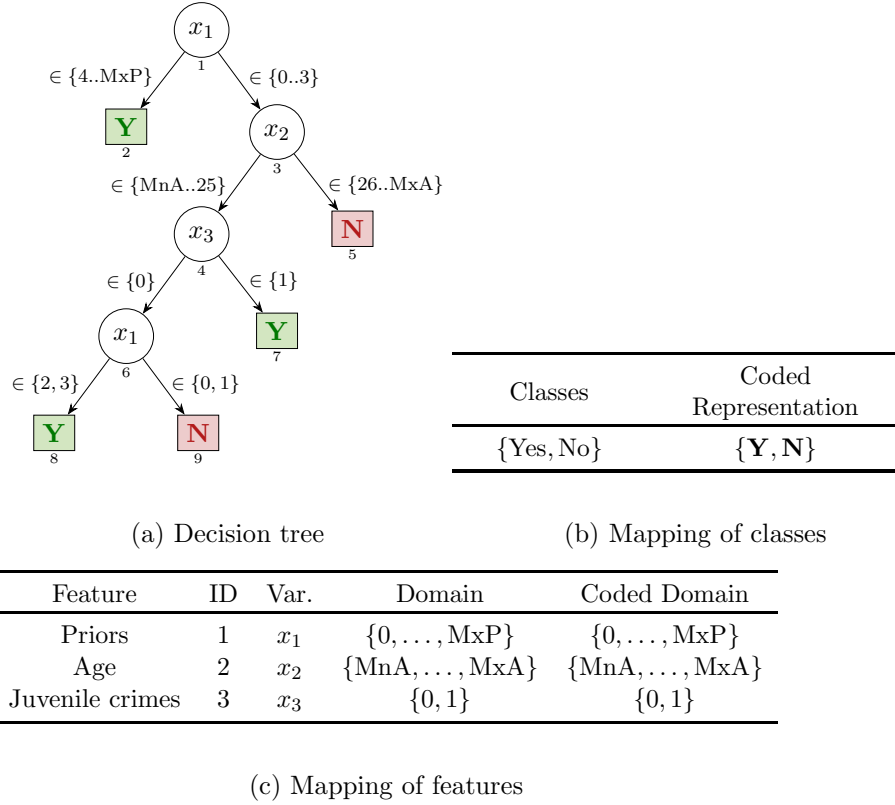 x₁
1
∈ {4..MxP}
∈ {0..3}
Y
2
x₂
3
∈ {MnA..25}
∈ {26..MxA}
x₃
4
N
5
∈ {0}
∈ {1}
x₁
6
Y
7
∈ {2, 3}
∈ {0, 1}
Y
8
N
9
(a) Decision tree
Classes Coded
Representation
{Yes, No} {Y, N}
(b) Mapping of classes
Feature ID Var. Domain Coded Domain
Priors 1 x₁ {0, . . . , MxP} {0, . . . , MxP}
Age 2 x₂ {MnA, . . . , MxA} {MnA, . . . , MxA}
Juvenile crimes 3 x₃ {0, 1} {0, 1}
(c) Mapping of features